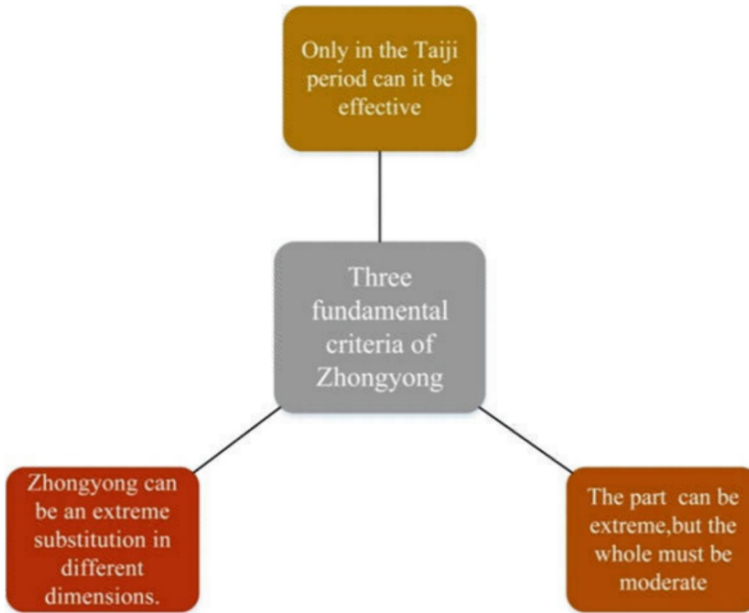 Only in the Taiji
period can it be
effective
Three
fundamental
criteria of
Zhongyong
Zhongyong can
be an extreme
substitution in
different
dimensions.
The part can be
extreme,but the
whole must be
moderate